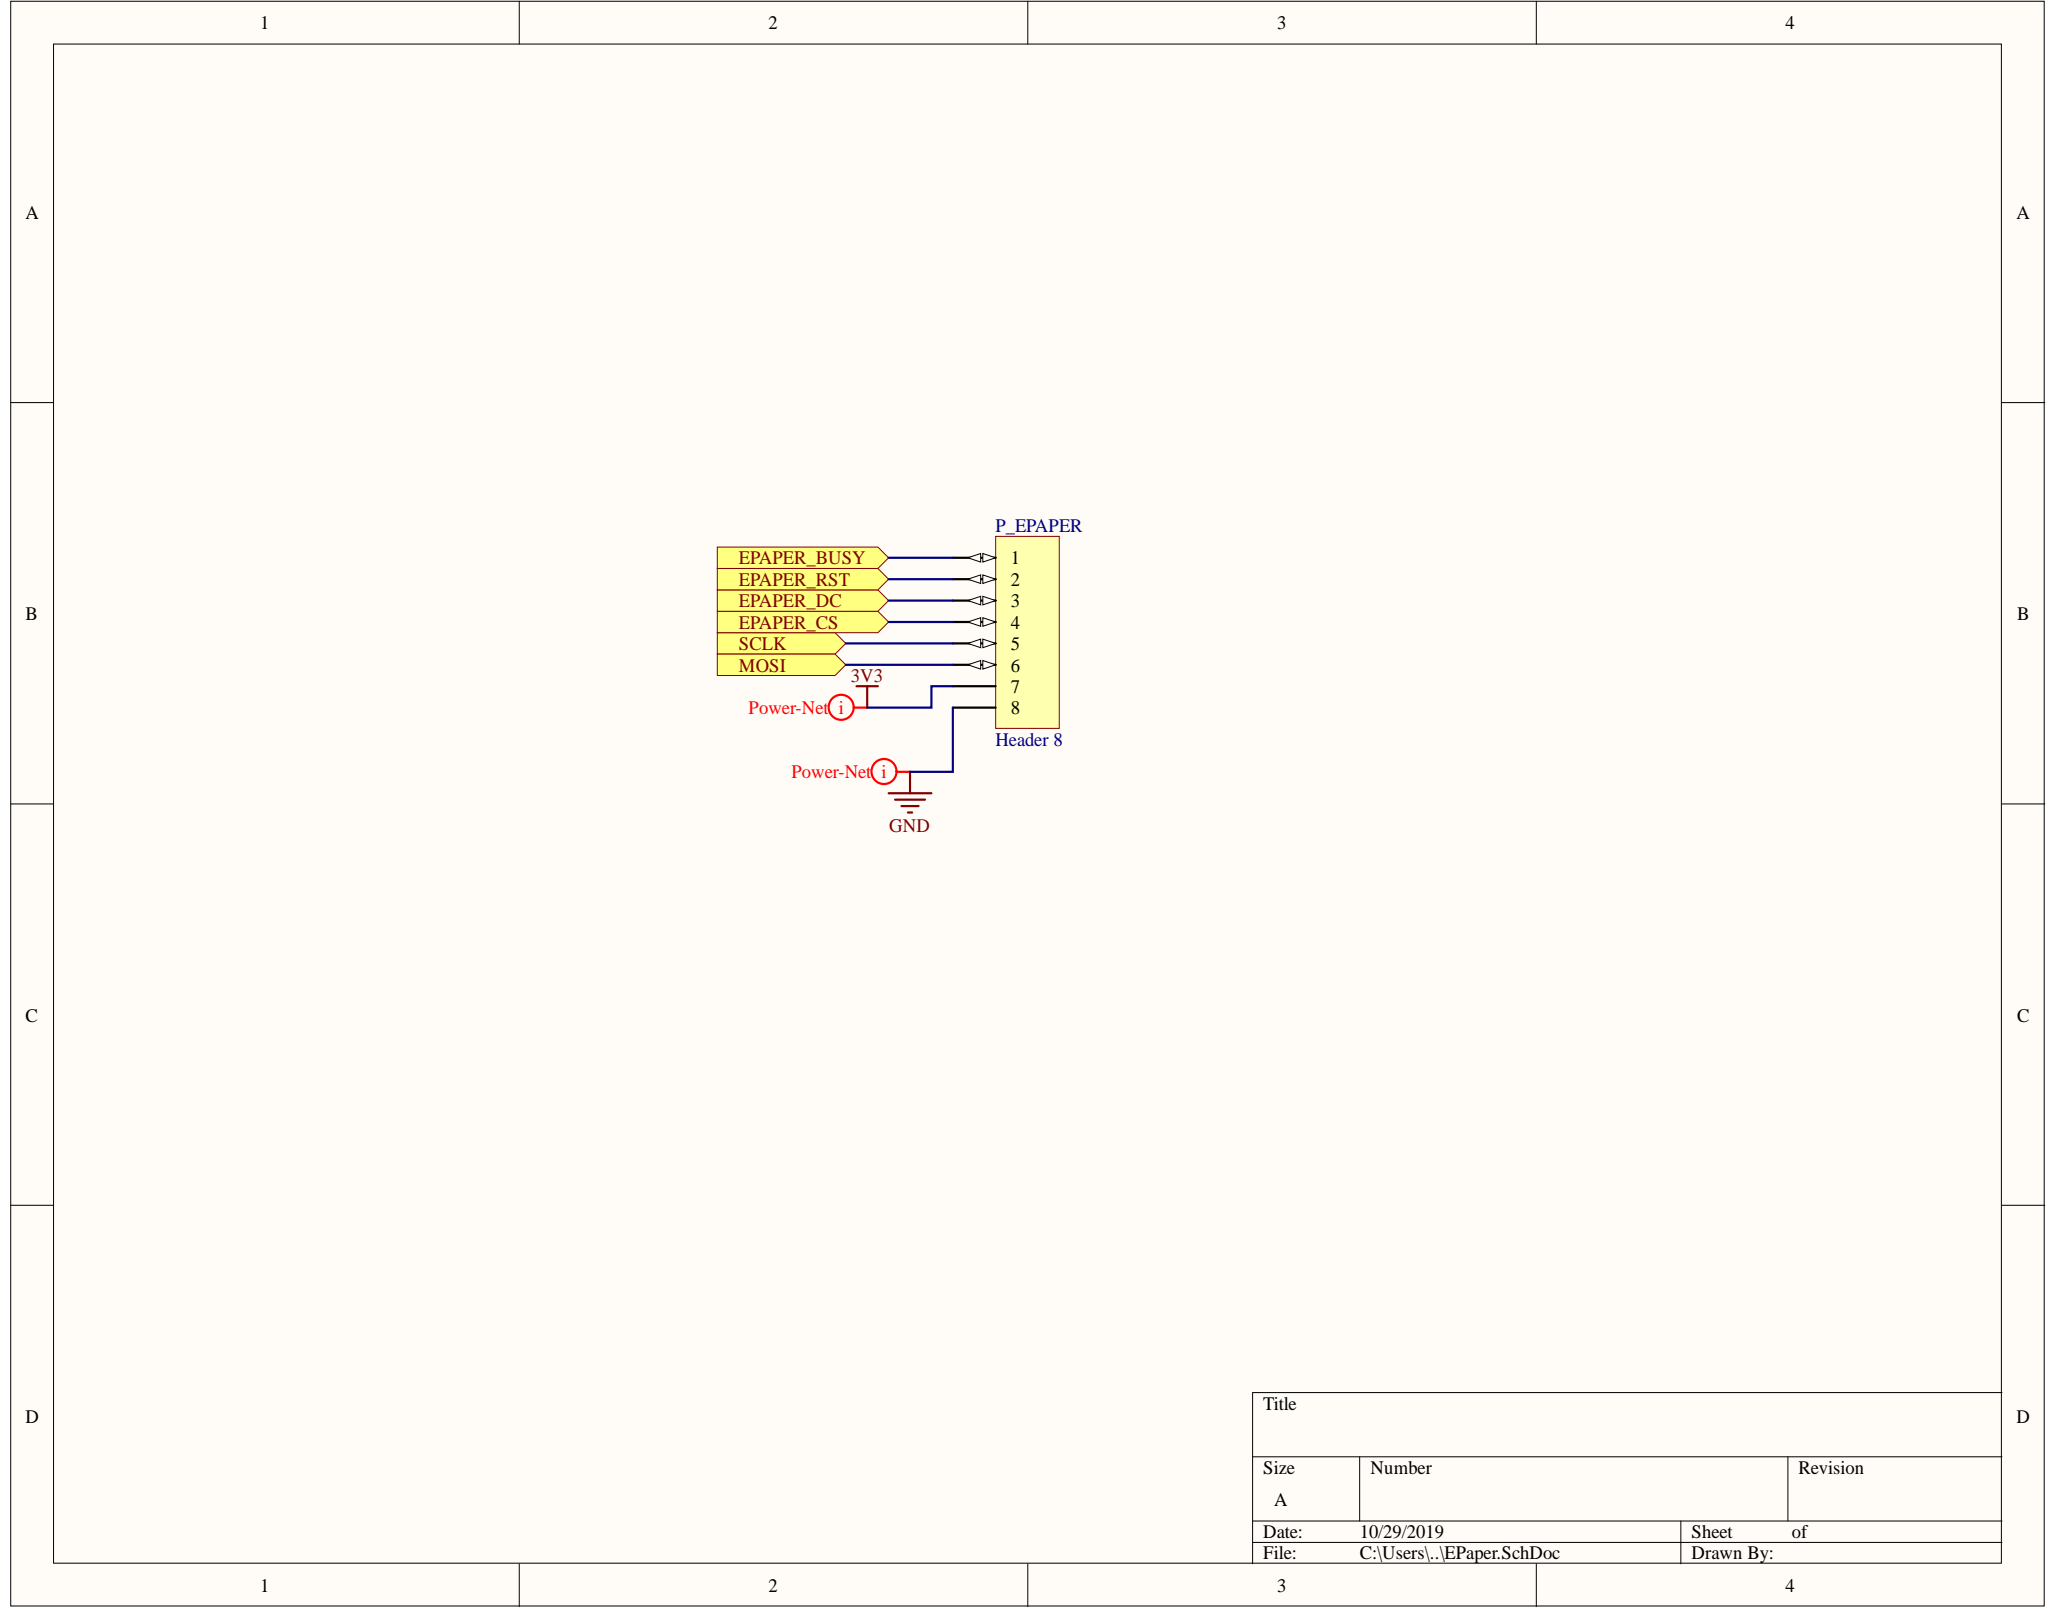 1 2 3 4
A A
P_EPAPER
EPAPER_BUSY 1
EPAPER_RST 2
EPAPER_DC 3
B B
EPAPER_CS 4
SCLK 5
MOSI 6
3V3
7
Power-Net i 8
Header 8
Power-Net i
GND
C C
Title
D D
Size Number Revision
A
Date: 10/29/2019 Sheet of
File: C:\Users\..\EPaper.SchDoc Drawn By:
1 2 3 4